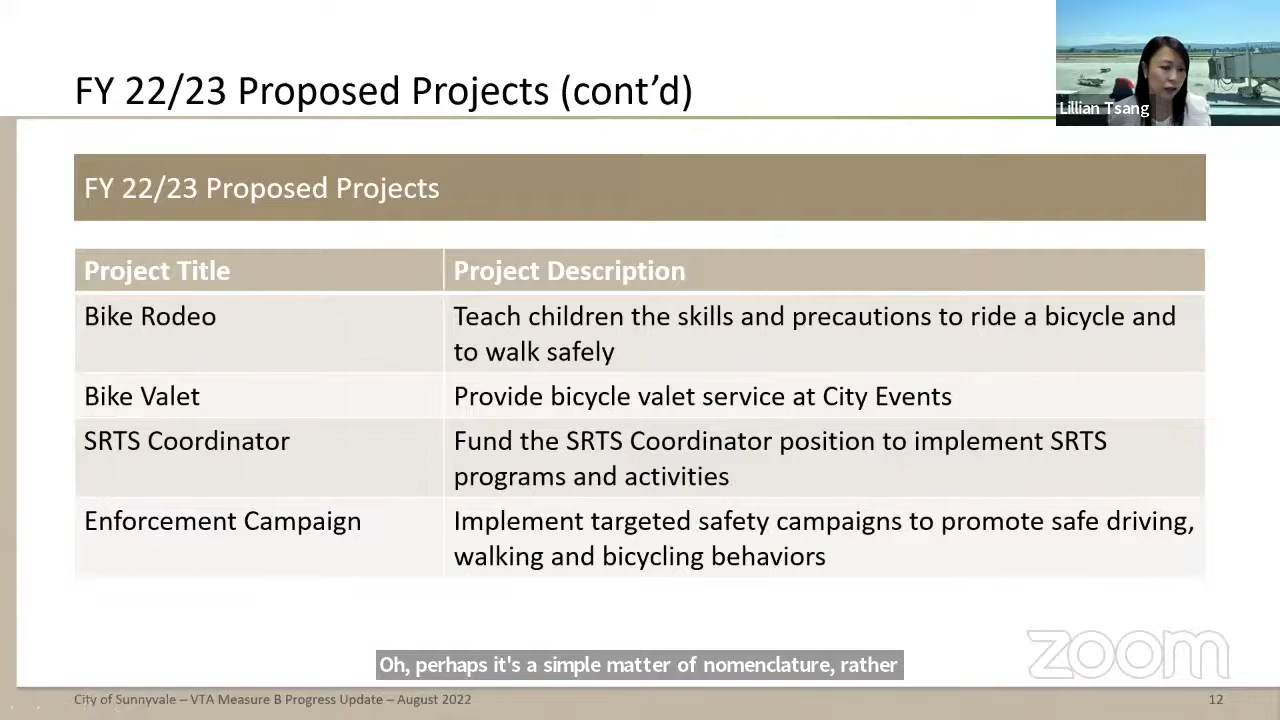 FY 22/23 Proposed Projects (cont’d)
Lillian Tsang
FY 22/23 Proposed Projects
Project Title
Project Description
Bike Rodeo
Teach children the skills and precautions to ride a bicycle and
to walk safely
Bike Valet
Provide bicycle valet service at City Events
SRTS Coordinator
Fund the SRTS Coordinator position to implement SRTS
programs and activities
Enforcement Campaign
Implement targeted safety campaigns to promote safe driving,
walking and bicycling behaviors
zoom
Oh, perhaps it's a simple matter of nomenclature, rather
City of Sunnyvale – VTA Measure B Progress Update – August 2022
12